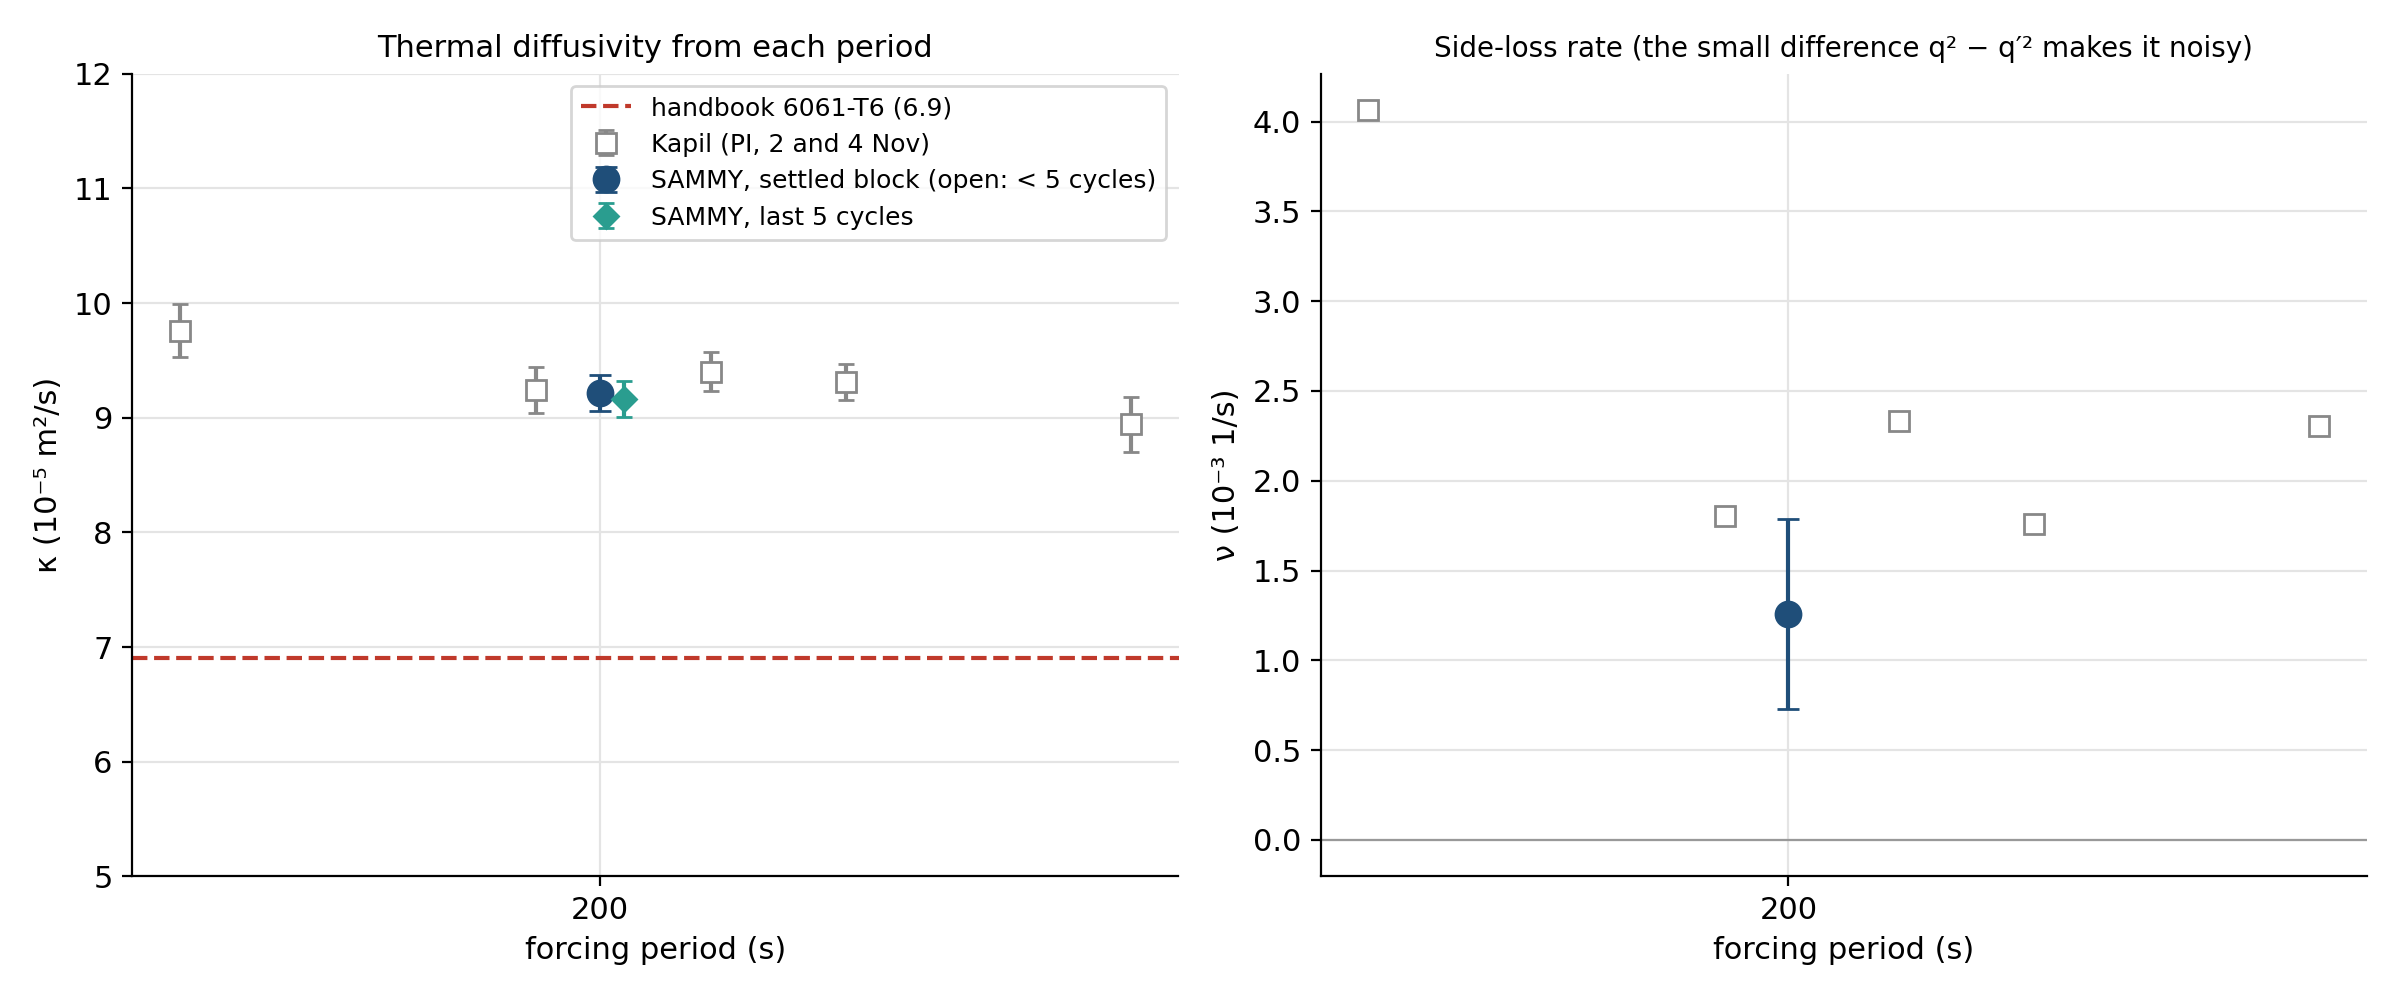 Thermal diffusivity from each period
12
11
10
9
8
7
6
5
κ (10⁻⁵ m²/s)
handbook 6061-T6 (6.9)
Kapil (PI, 2 and 4 Nov)
SAMMY, settled block (open: < 5 cycles)
SAMMY, last 5 cycles
200
forcing period (s)
Side-loss rate (the small difference q² − q′² makes it noisy)
4.0
3.5
3.0
2.5
2.0
1.5
1.0
0.5
0.0
ν (10⁻³ 1/s)
200
forcing period (s)